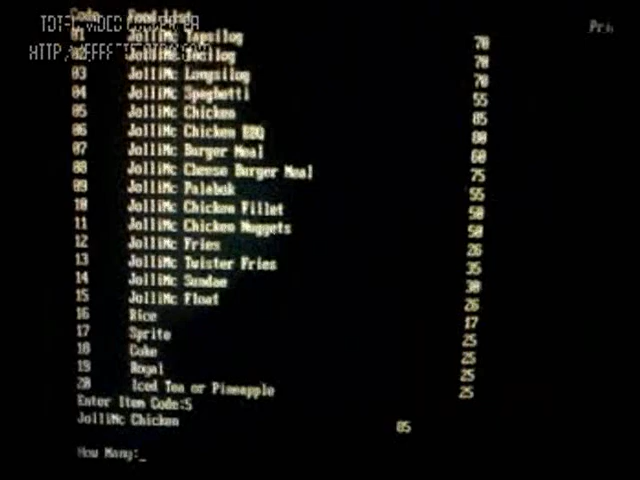 Code Food List Pri
01 JolliMc Tapsilog 70
02 JolliMc Tocilog 70
03 JolliMc Longsilog 70
04 JolliMc Spaghetti 55
05 JolliMc Chicken 85
06 JolliMc Chicken BBQ 80
07 JolliMc Burger Meal 60
08 JolliMc Cheese Burger Meal 75
09 JolliMc Palabok 55
10 JolliMc Chicken Fillet 50
11 JolliMc Chicken Nuggets 50
12 JolliMc Fries 26
13 JolliMc Twister Fries 35
14 JolliMc Sundae 30
15 JolliMc Float 26
16 Rice 17
17 Sprite 25
18 Coke 25
19 Royal 25
20 Iced Tea or Pineapple 25
Enter Item Code:5
JolliMc Chicken 85
How Many:_